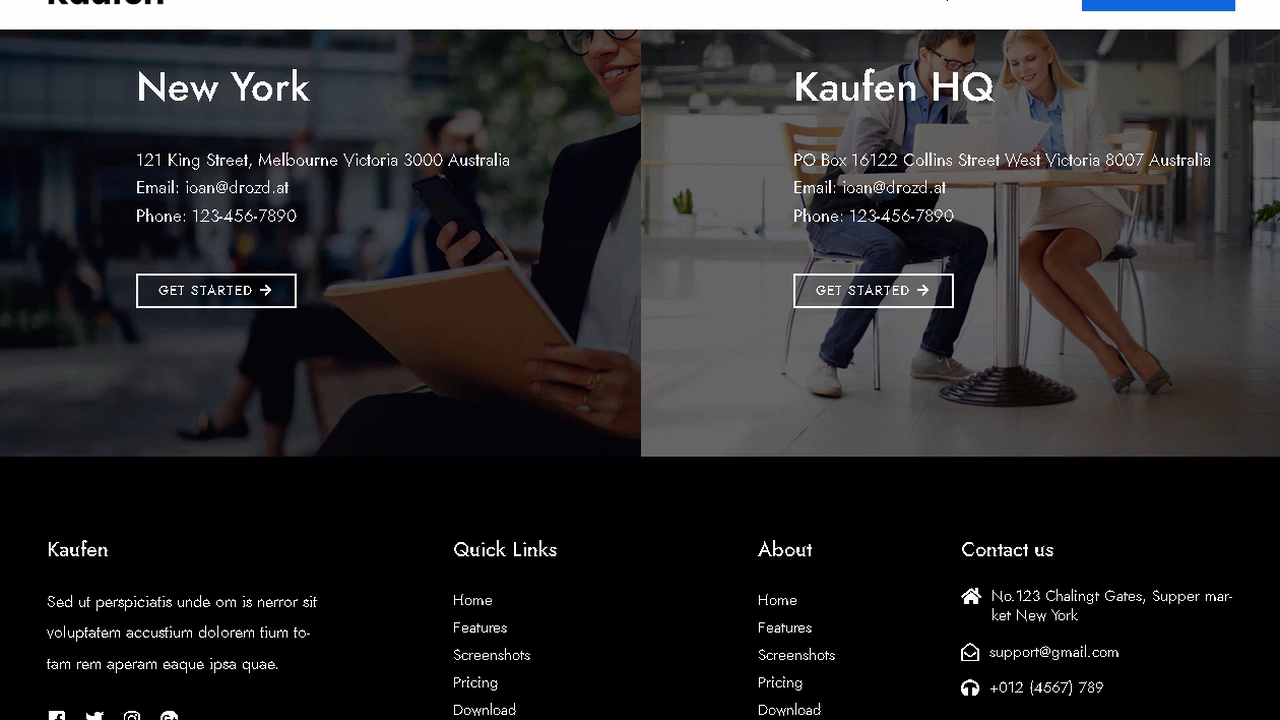 Kaufen
New York
121 King Street, Melbourne Victoria 3000 Australia
Email: ioan@drozd.at
Phone: 123-456-7890
GET STARTED →
Kaufen HQ
PO Box 16122 Collins Street West Victoria 8007 Australia
Email: ioan@drozd.at
Phone: 123-456-7890
GET STARTED →
Kaufen
Sed ut perspiciatis unde om is nerror sit
voluptatem accustium dolorem tium to-
tam rem aperam eaque ipsa quae.
Quick Links
Home
Features
Screenshots
Pricing
Download
About
Home
Features
Screenshots
Pricing
Download
Contact us
No.123 Chalingt Gates, Supper mar-
ket New York
support@gmail.com
+012 (4567) 789